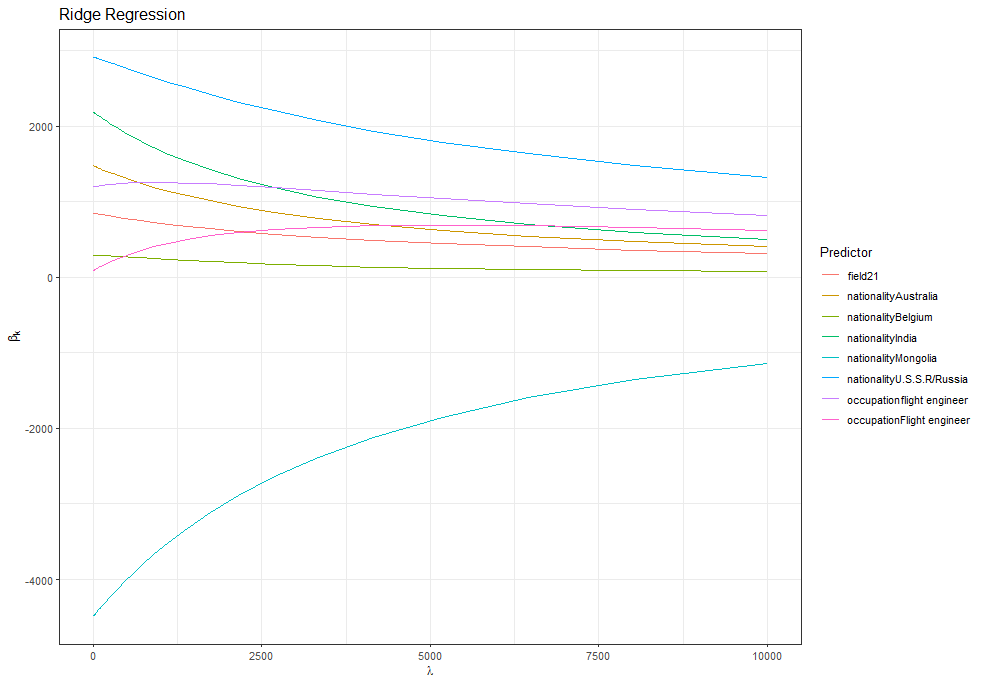 Ridge Regression
2000
0
-2000
-4000
βk
0
2500
5000
7500
10000
λ
Predictor
field21
nationalityAustralia
nationalityBelgium
nationalityIndia
nationalityMongolia
nationalityU.S.S.R/Russia
occupationflight engineer
occupationFlight engineer